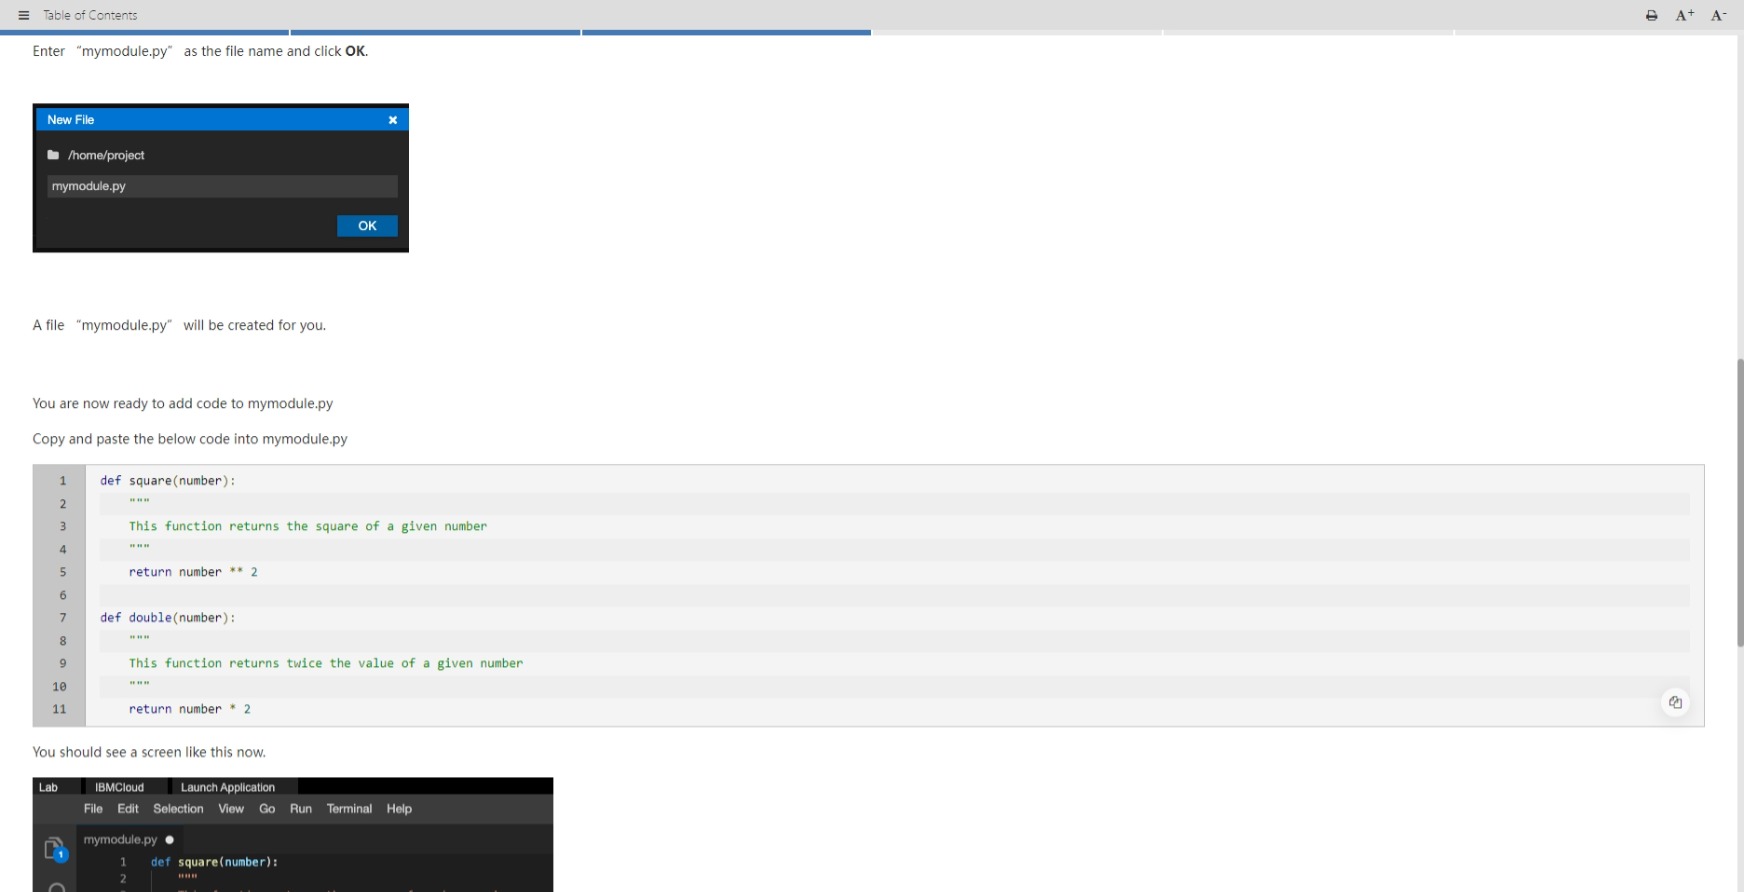 Table of Contents
A+ A-
Enter “mymodule.py” as the file name and click OK.
New File
/home/project
mymodule.py
OK
A file “mymodule.py” will be created for you.
You are now ready to add code to mymodule.py
Copy and paste the below code into mymodule.py
1 def square(number):
2 """
3 This function returns the square of a given number
4 """
5 return number ** 2
6
7 def double(number):
8 """
9 This function returns twice the value of a given number
10 """
11 return number * 2
You should see a screen like this now.
Lab IBMCloud Launch Application
File Edit Selection View Go Run Terminal Help
mymodule.py
1
1 def square(number):
2 """